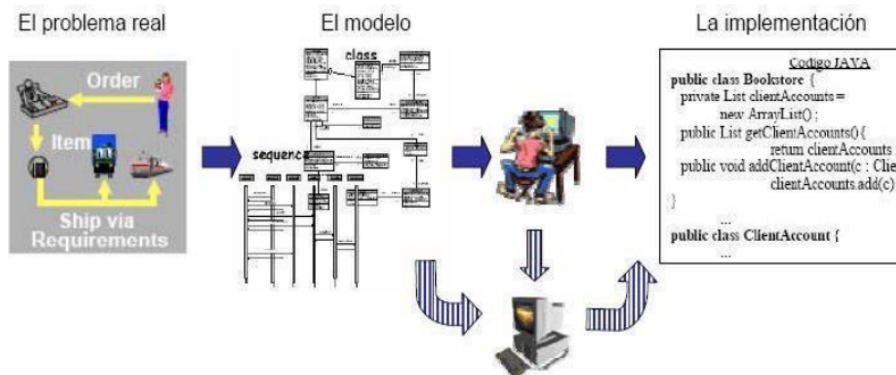 El problema real
El modelo
La implementación
Order
Item
Ship via
Requirements
class
sequence
Codigo JAVA
public class Bookstore {
private List clientAccounts =
new ArrayList() ;
public List getClientAccounts(){
return clientAccounts
public void addClientAccount(c : Clie
clientAccounts.add(c)
}
...
public class ClientAccount {
...